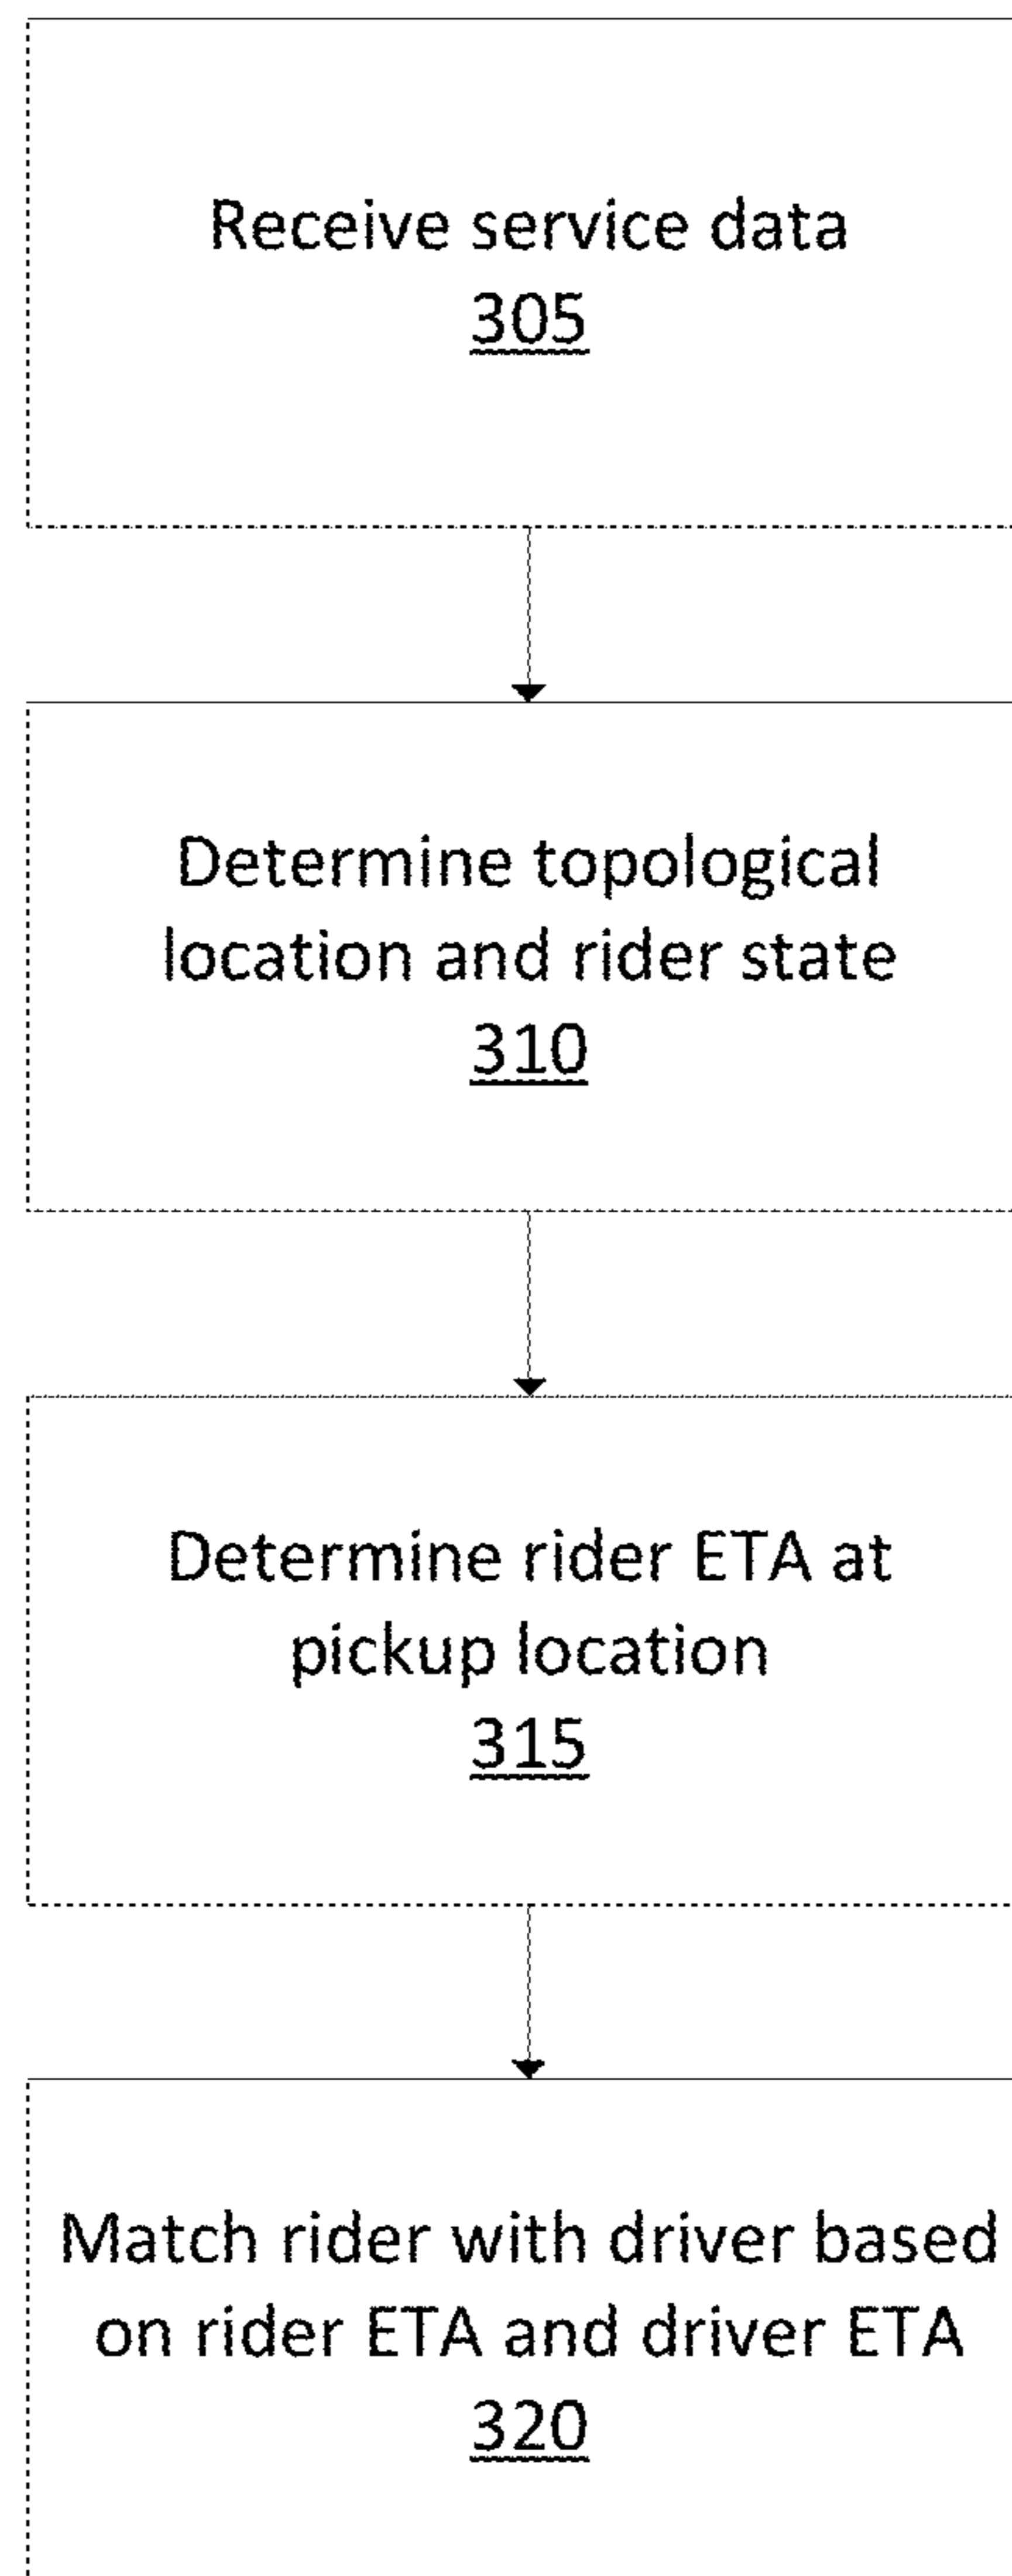 Receive service data
305
Determine topological
location and rider state
310
Determine rider ETA at
pickup location
315
Match rider with driver based
on rider ETA and driver ETA
320